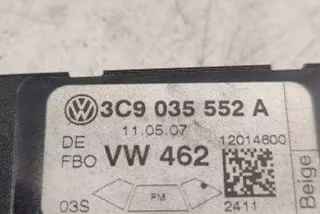 3C9 035 552 A
11.05.07
12014600
DE
FBO
VW 462
FM
03S
2411
Beige